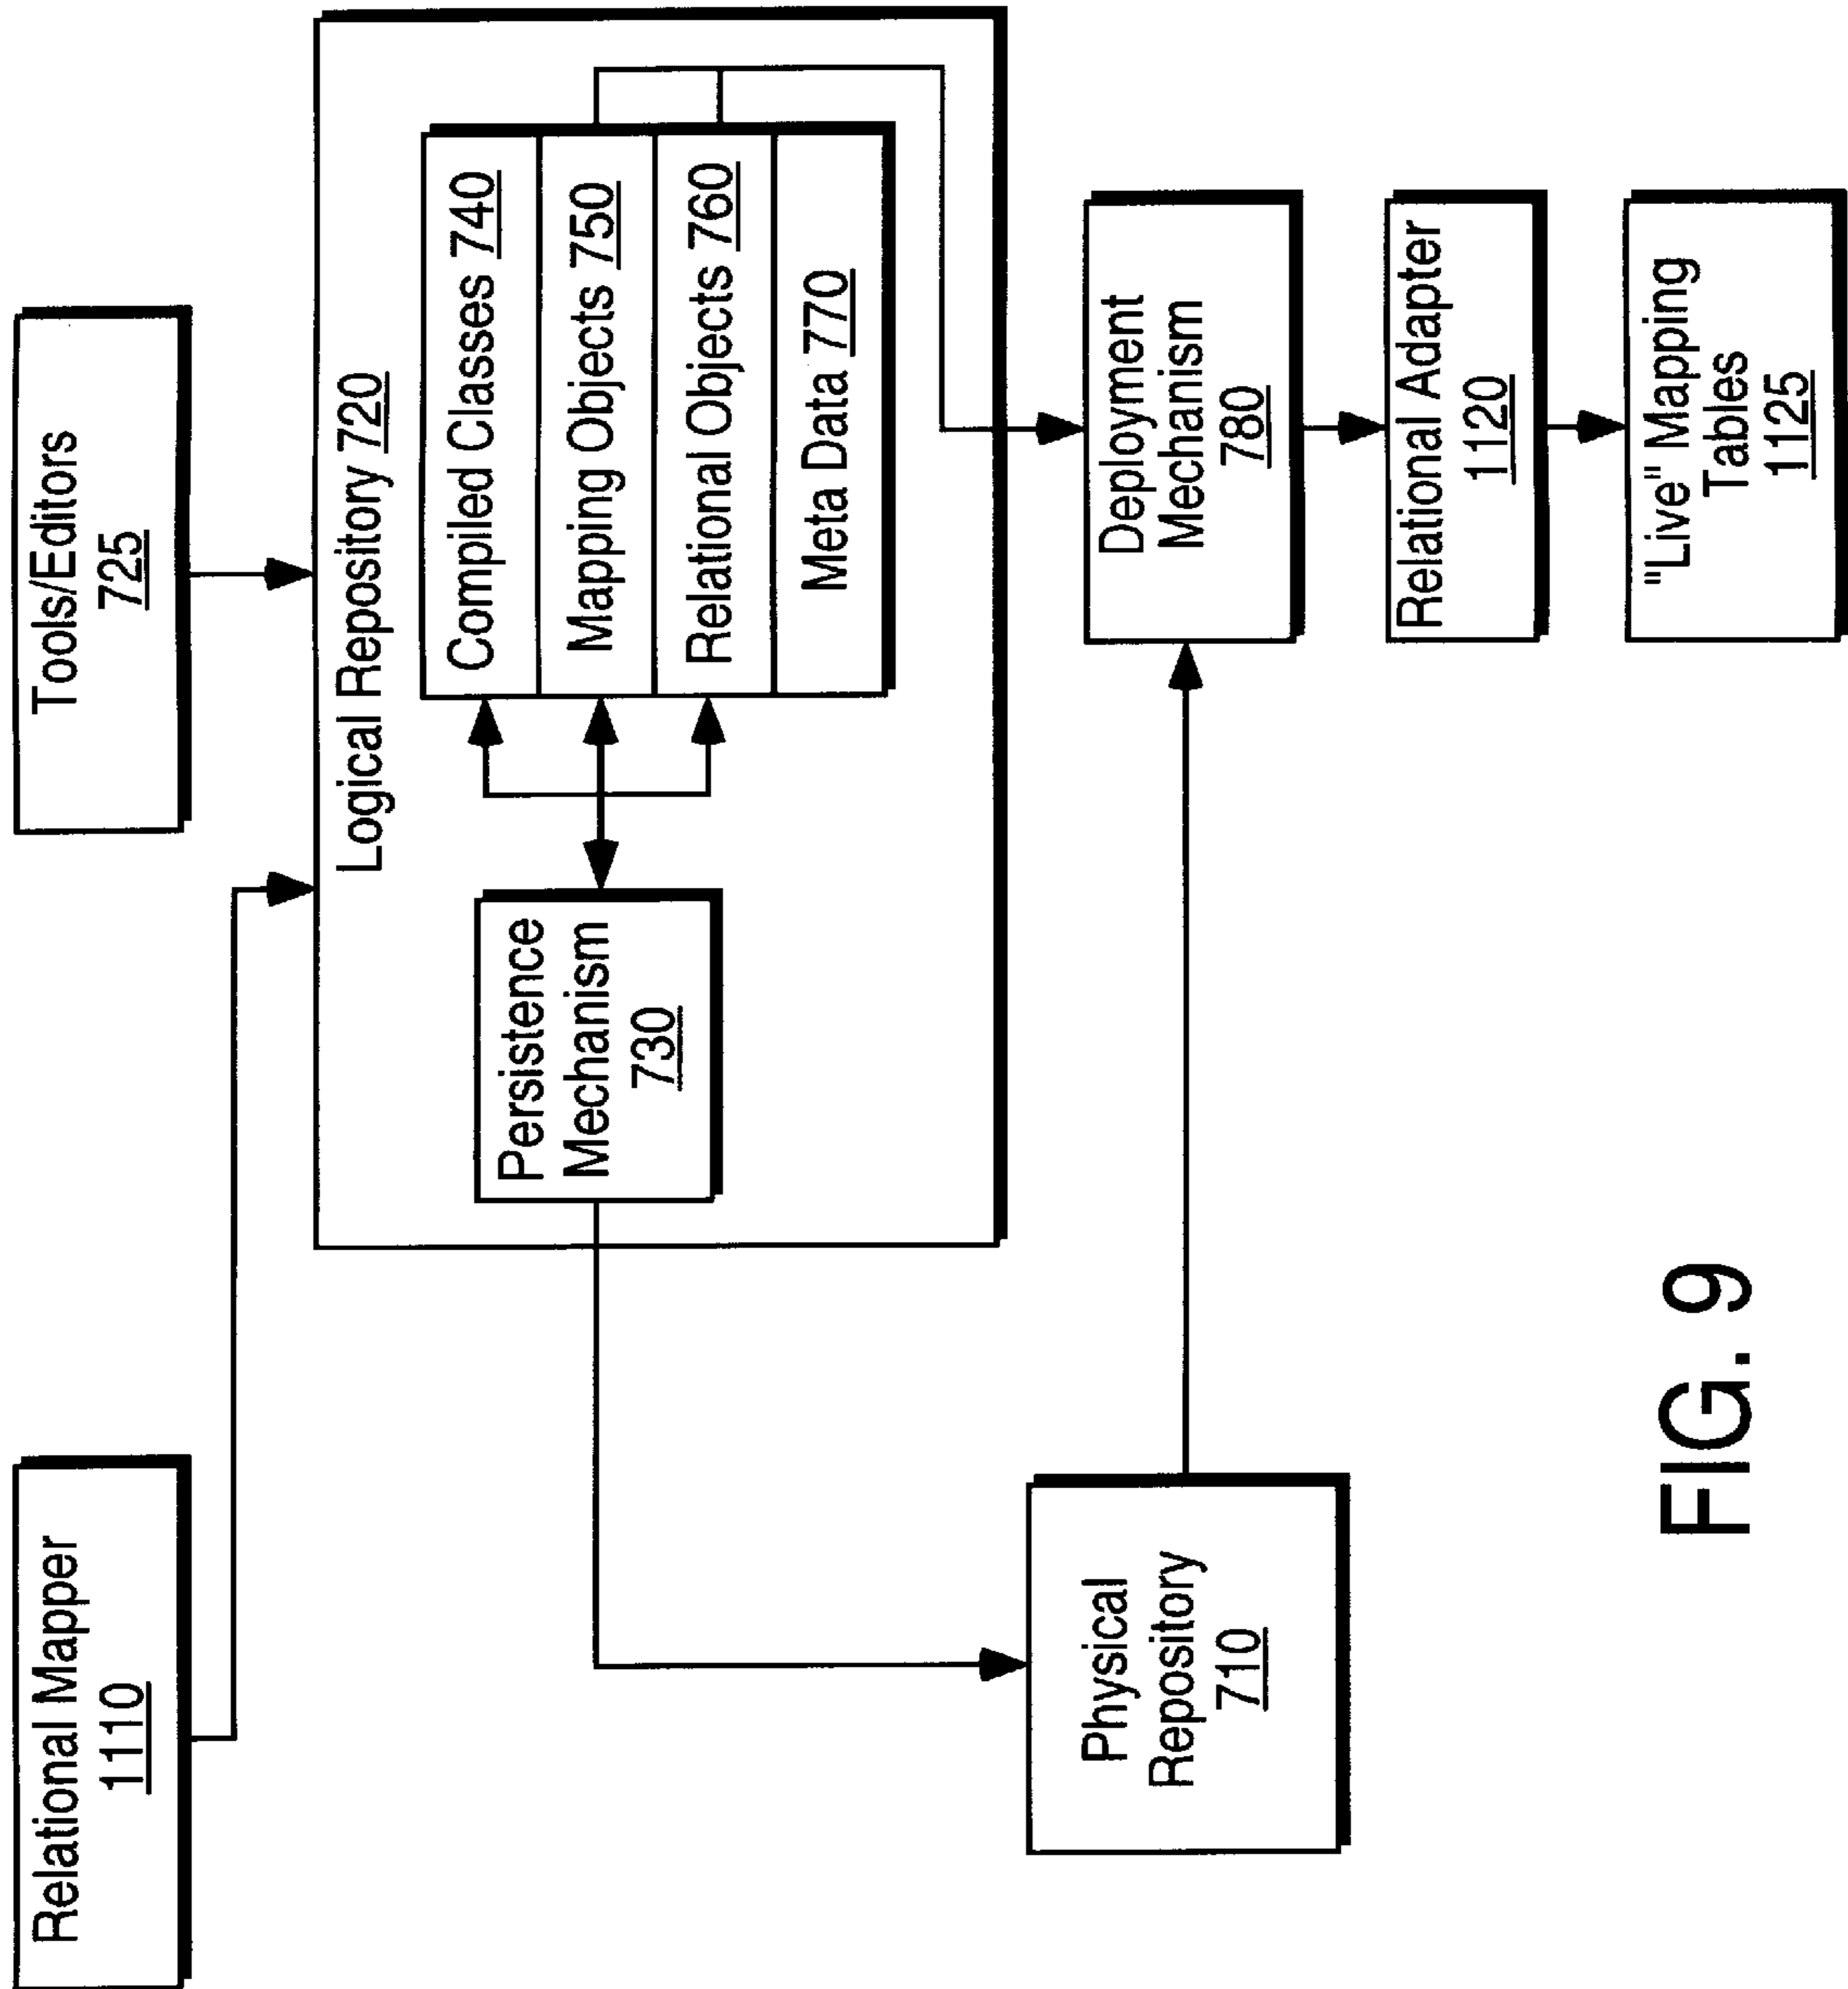 Relational Mapper
1110
Tools/Editors
725
Logical Repository 720
Persistence
Mechanism
730
Compiled Classes 740
Mapping Objects 750
Relational Objects 760
Meta Data 770
Physical
Repository
710
Deployment
Mechanism
780
Relational Adapter
1120
"Live" Mapping
Tables
1125
FIG. 9